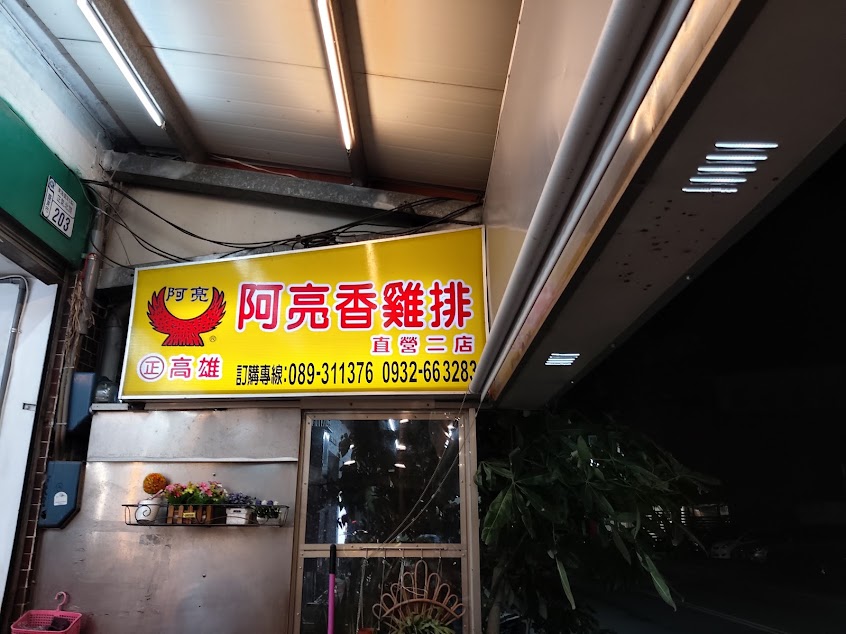 203
阿亮
®
阿亮香雞排
直營二店
正 高雄
訂購專線:089-311376 0932-663283